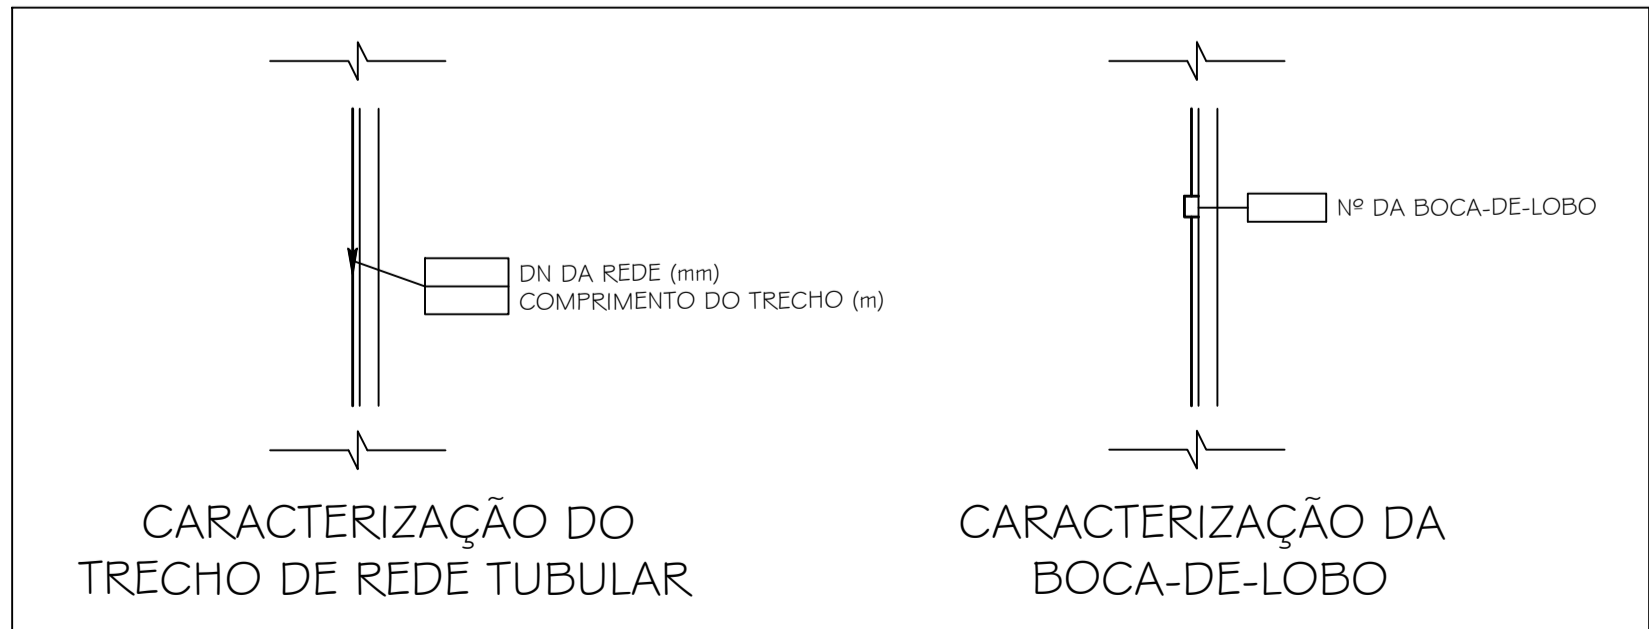 DN DA REDE (mm)
COMPRIMENTO DO TRECHO (m)
CARACTERIZAÇÃO DO
TRECHO DE REDE TUBULAR
Nº DA BOCA-DE-LOBO
CARACTERIZAÇÃO DA
BOCA-DE-LOBO